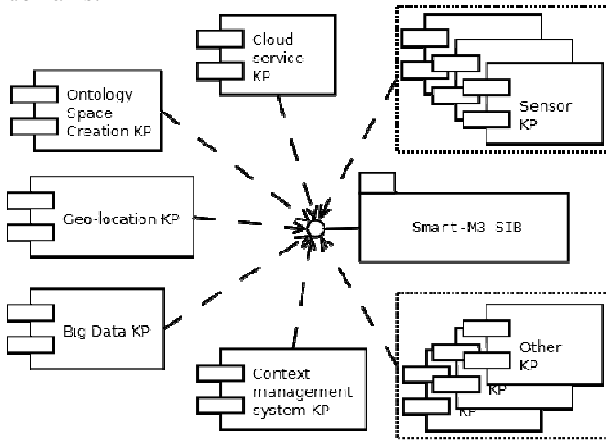 Cloud
service
KP
Ontology
Space
Creation KP
Sensor
KP
Geo-location KP
Smart-M3 SIB
Big Data KP
Other
KP
KP
KP
Context
management
system KP